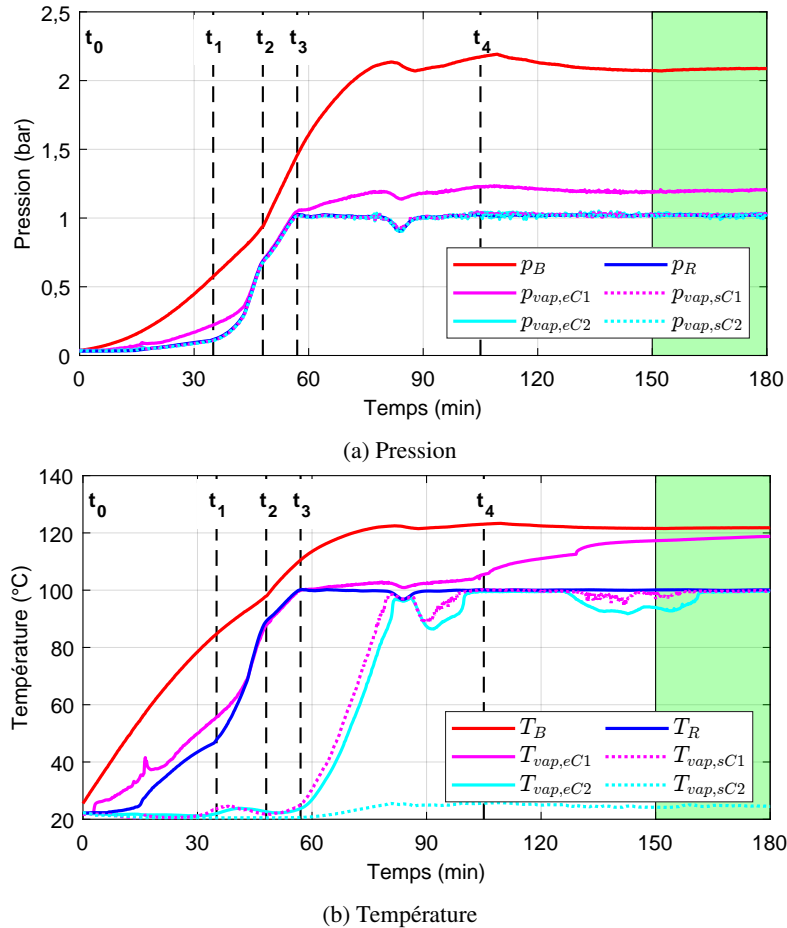 2,5
t0 t1 t2 t3 t4
2
1,5
1
0,5
0
Pression (bar)
pB pR
pvap,eC1 pvap,sC1
pvap,eC2 pvap,sC2
0 30 60 90 120 150 180
Temps (min)
(a) Pression
140
t0 t1 t2 t3 t4
120
100
80
60
40
20
Température (°C)
TB TR
Tvap,eC1 Tvap,sC1
Tvap,eC2 Tvap,sC2
0 30 60 90 120 150 180
Temps (min)
(b) Température